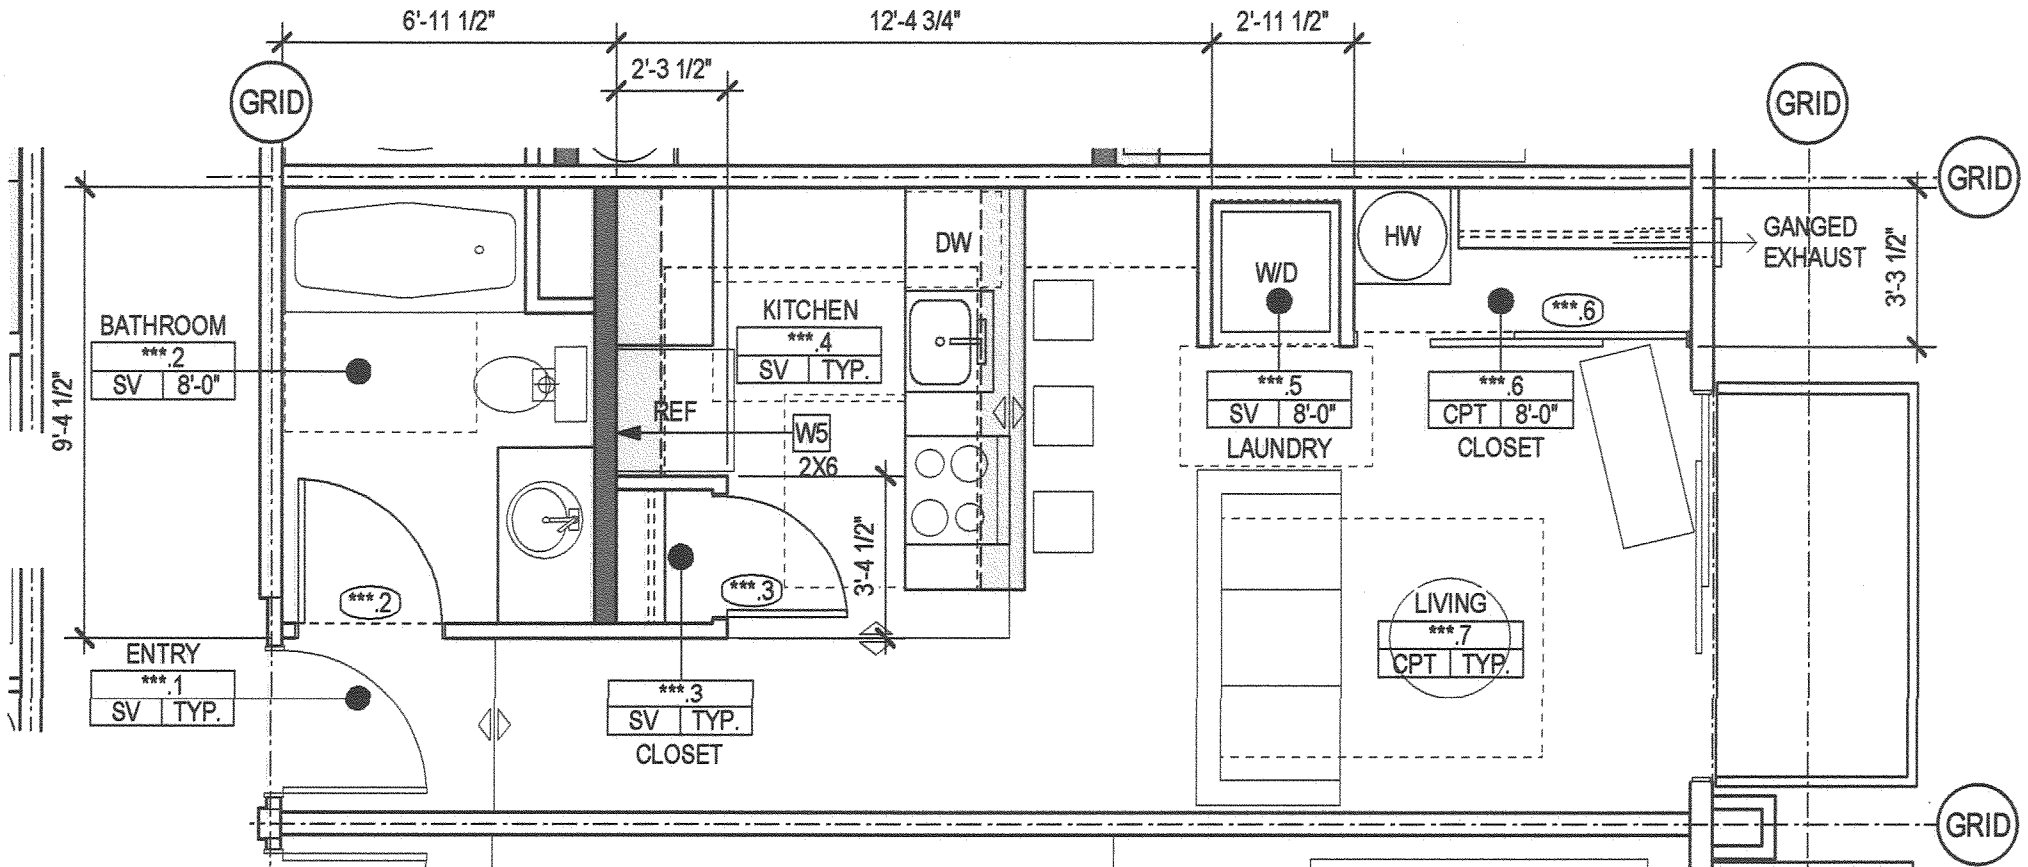 6'-11 1/2"
12'-4 3/4"
2'-11 1/2"
2'-3 1/2"
GRID
GRID
GRID
GANGED
EXHAUST
3'-3 1/2"
DW
HW
W/D
KITCHEN
***.4
SV TYP.
BATHROOM
***.2
SV 8'-0"
9'-4 1/2"
***.6
***.5
SV 8'-0"
LAUNDRY
***.6
CPT 8'-0"
CLOSET
REF
W5
2X6
3'-4 1/2"
***.2
***.3
LIVING
***.7
CPT TYP.
ENTRY
***.1
SV TYP.
***.3
SV TYP.
CLOSET
GRID